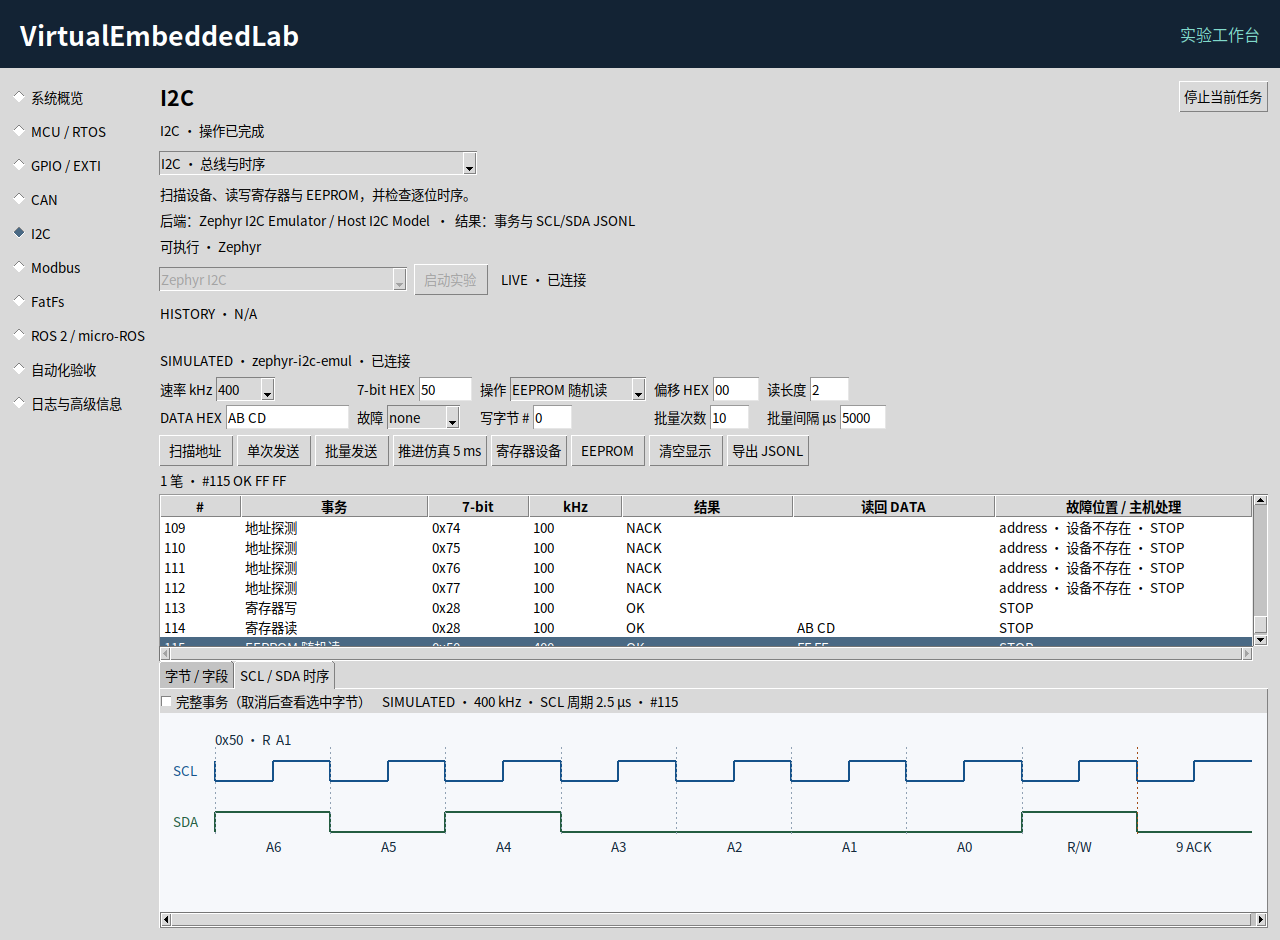 VirtualEmbeddedLab
实验工作台
系统概览
MCU / RTOS
GPIO / EXTI
CAN
I2C
Modbus
FatFs
ROS 2 / micro-ROS
自动化验收
日志与高级信息
I2C
停止当前任务
I2C · 操作已完成
I2C · 总线与时序
扫描设备、读写寄存器与 EEPROM，并检查逐位时序。
后端：Zephyr I2C Emulator / Host I2C Model · 结果：事务与 SCL/SDA JSONL
可执行 · Zephyr
Zephyr I2C 启动实验 LIVE · 已连接
HISTORY · N/A
SIMULATED · zephyr-i2c-emul · 已连接
速率 kHz 400 7-bit HEX 50 操作 EEPROM 随机读 偏移 HEX 00 读长度 2
DATA HEX AB CD 故障 none 写字节 # 0 批量次数 10 批量间隔 µs 5000
扫描地址 单次发送 批量发送 推进仿真 5 ms 寄存器设备 EEPROM 清空显示 导出 JSONL
1 笔 · #115 OK FF FF
# 事务 7-bit kHz 结果 读回 DATA 故障位置 / 主机处理
109 地址探测 0x74 100 NACK address · 设备不存在 · STOP
110 地址探测 0x75 100 NACK address · 设备不存在 · STOP
111 地址探测 0x76 100 NACK address · 设备不存在 · STOP
112 地址探测 0x77 100 NACK address · 设备不存在 · STOP
113 寄存器写 0x28 100 OK STOP
114 寄存器读 0x28 100 OK AB CD STOP
115 EEPROM 随机读 0x50 400 OK FF FF STOP
字节 / 字段 SCL / SDA 时序
完整事务（取消后查看选中字节） SIMULATED · 400 kHz · SCL 周期 2.5 µs · #115
0x50 · R A1
SCL
SDA
A6 A5 A4 A3 A2 A1 A0 R/W 9 ACK